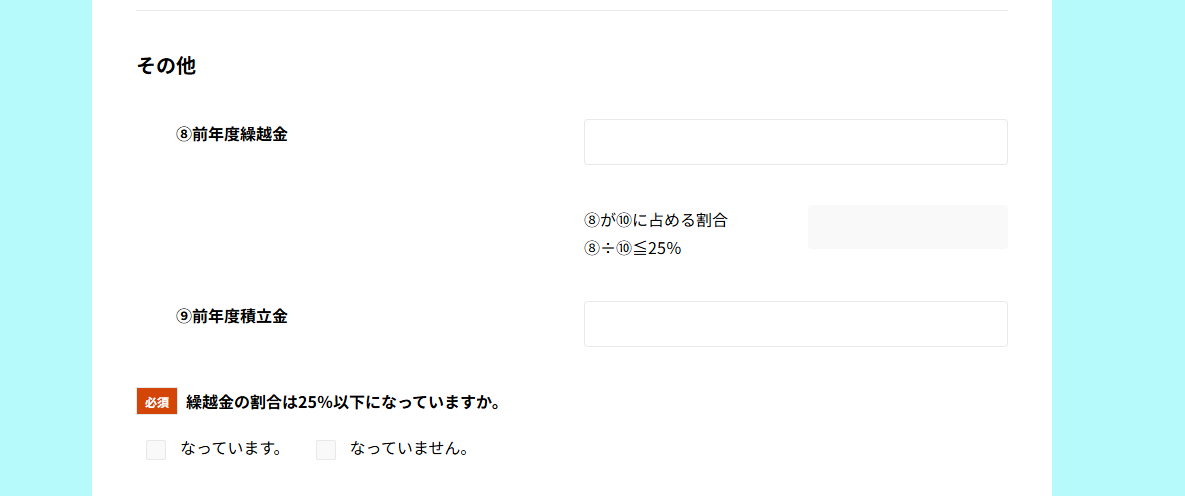 その他
⑧前年度繰越金
⑧が⑩に占める割合
⑧÷⑩≦25%
⑨前年度積立金
必須 繰越金の割合は25%以下になっていますか。
なっています。 なっていません。